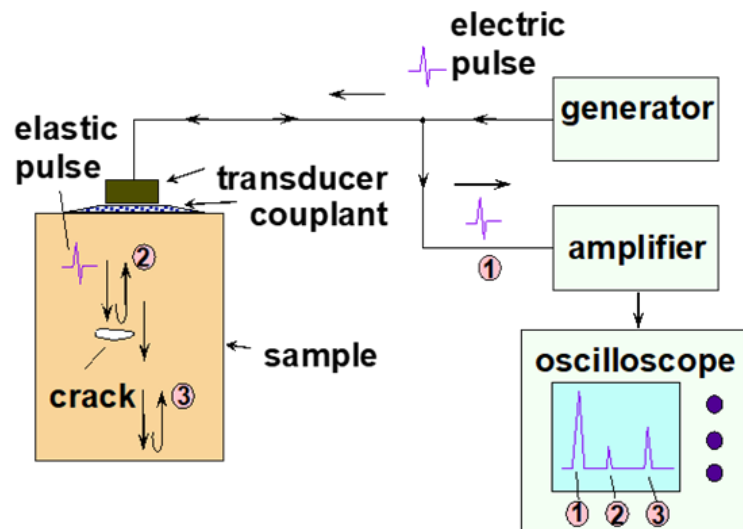 electric
pulse
generator
elastic
pulse
transducer
couplant
amplifier
1
2
sample
crack
3
oscilloscope
1 2 3